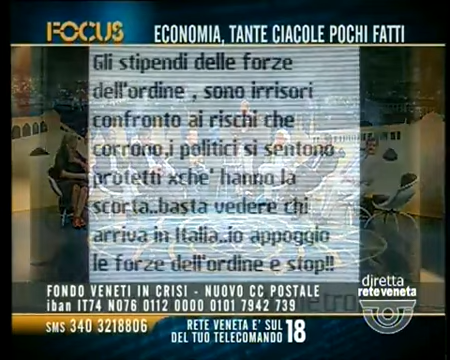 FOCUS
ECONOMIA, TANTE CIACOLE POCHI FATTI
Gli stipendi delle forze
dell'ordine , sono irrisori
confronto ai rischi che
corrono,i politici si sentono
protetti xche' hanno la
scorta..basta vedere chi
arriva in Italia..io appoggio
le forze dell'ordine e stop!!
diretta
reteveneta
FONDO VENETI IN CRISI - NUOVO CC POSTALE
iban IT74 N076 0112 0000 0101 7942 739
metro
SMS 340 3218806
RETE VENETA E' SUL 18
DEL TUO TELECOMANDO